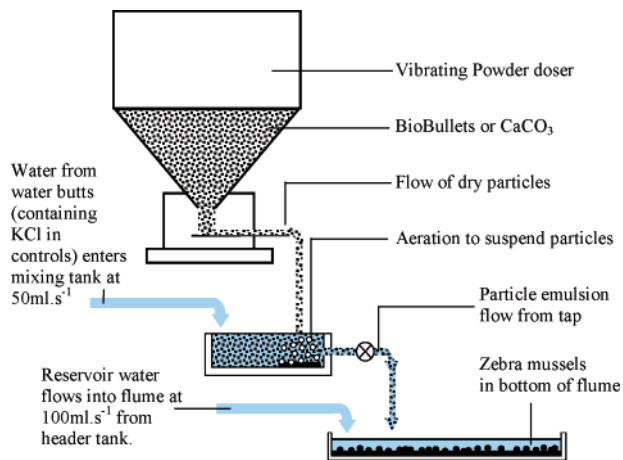 Vibrating Powder doser
BioBullets or CaCO₃
Water from
water butts
(containing
KCl in
controls) enters
mixing tank at
50ml.s⁻¹
Flow of dry particles
Aeration to suspend particles
Particle emulsion
flow from tap
Reservoir water
flows into flume at
100ml.s⁻¹ from
header tank.
Zebra mussels
in bottom of flume